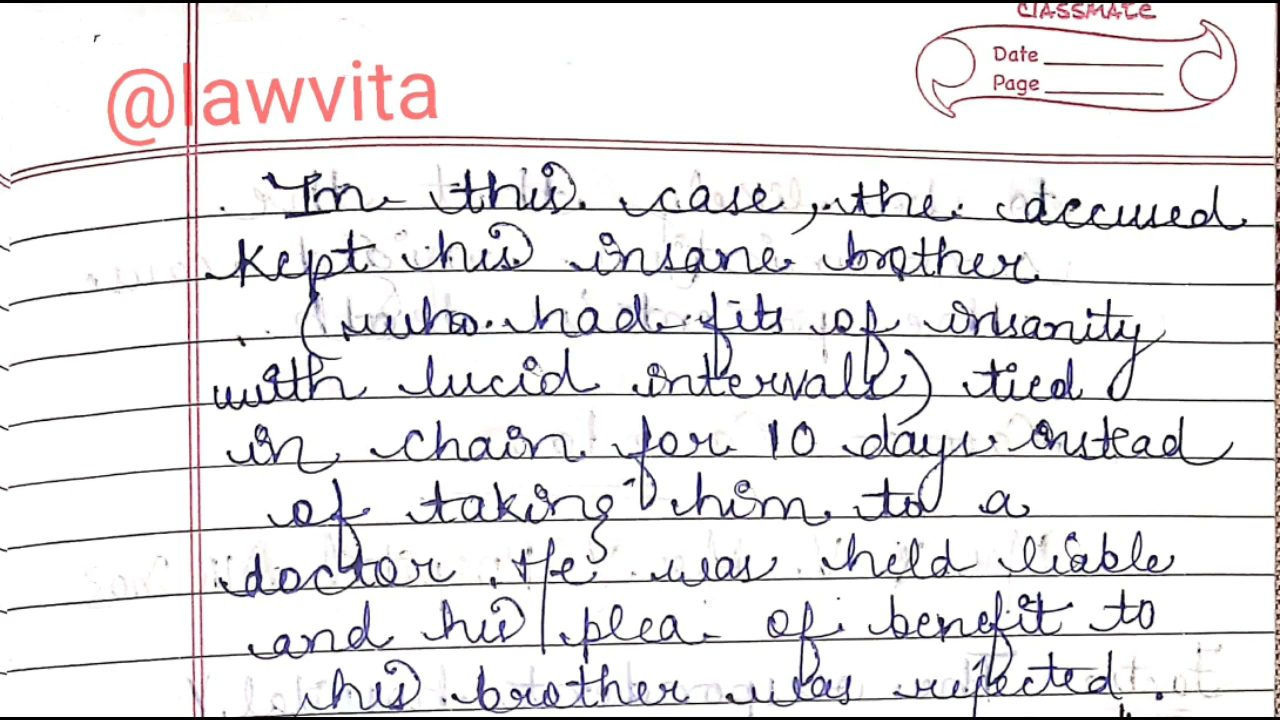 classmate
Date
Page
@lawvita
In this case, the accused
kept his insane brother
(who had fits of insanity
with lucid intervals) tied
in chain for 10 days instead
of taking him to a
doctor. He was held liable
and his plea of benefit to
his brother was rejected.